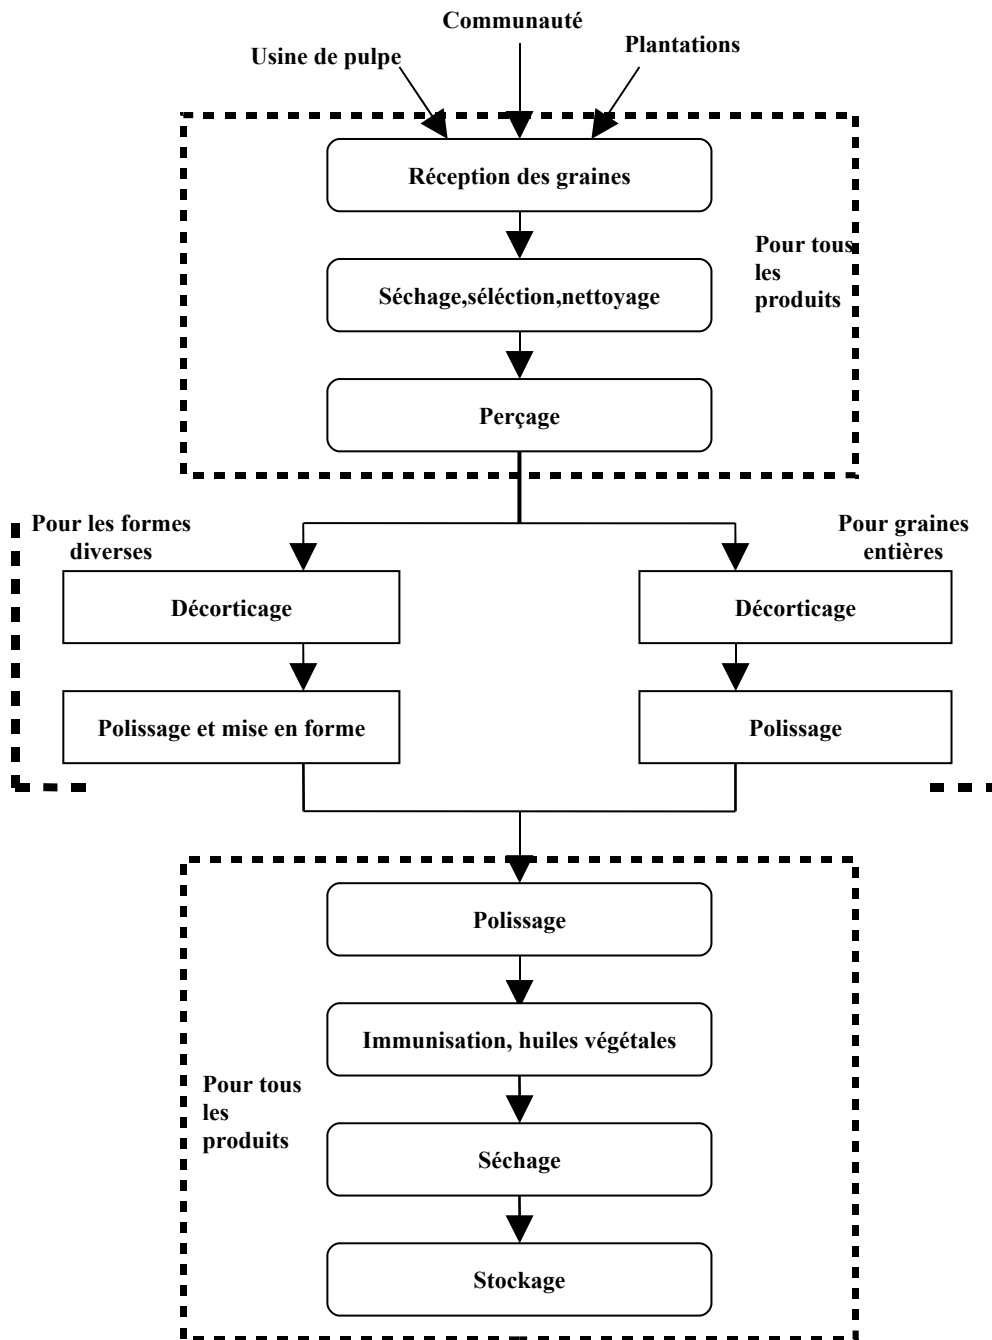 Communauté
Usine de pulpe
Plantations
Réception des graines
Pour tous
les
produits
Séchage,séléction,nettoyage
Perçage
Pour les formes
diverses
Pour graines
entières
Décorticage
Décorticage
Polissage et mise en forme
Polissage
Polissage
Immunisation, huiles végétales
Pour tous
les
produits
Séchage
Stockage